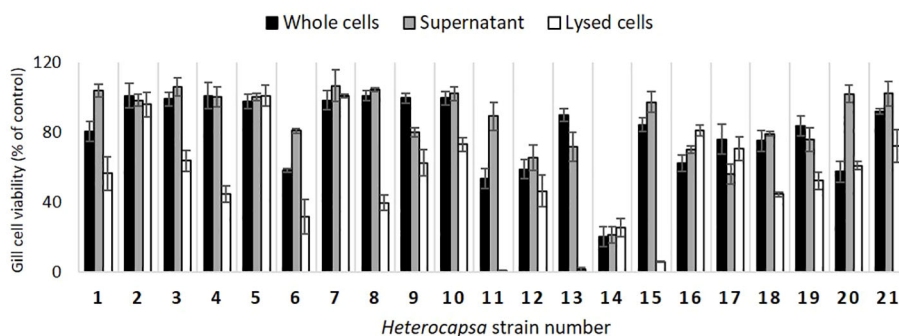 Whole cells Supernatant Lysed cells
Gill cell viability (% of control)
120
80
40
0
1 2 3 4 5 6 7 8 9 10 11 12 13 14 15 16 17 18 19 20 21
Heterocapsa strain number